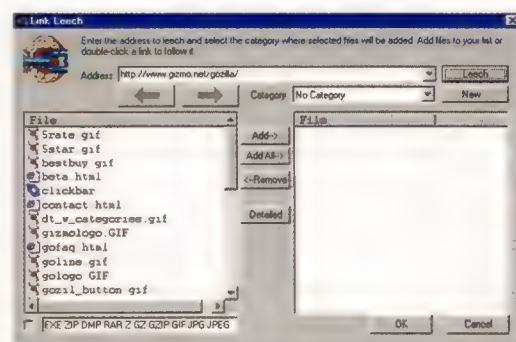 Link Leech
Enter the address to leech and select the category where selected files will be added. Add files to your list or
double-click a link to follow it.
Address http://www.gizmo.net/gozilla/ Leech
Category No Category New
File
5rate gif
5star gif
bestbuy gif
beta html
clickbar
contact html
dt_w_categories.gif
gizmologo.GIF
gofaq html
goline gif
gologo GIF
gozil_button gif
Add-->
Add All-->
<--Remove
Detailed
File
EXE ZIP DMP RAR Z GZ GZIP GIF JPG JPEG
OK Cancel